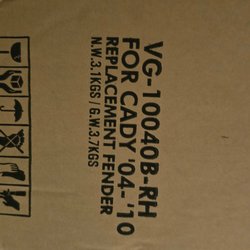 VG-10040B-RH
FOR CADY '04-'10
REPLACEMENT FENDER
N.W.3.1KGS / G.W.3.7KGS